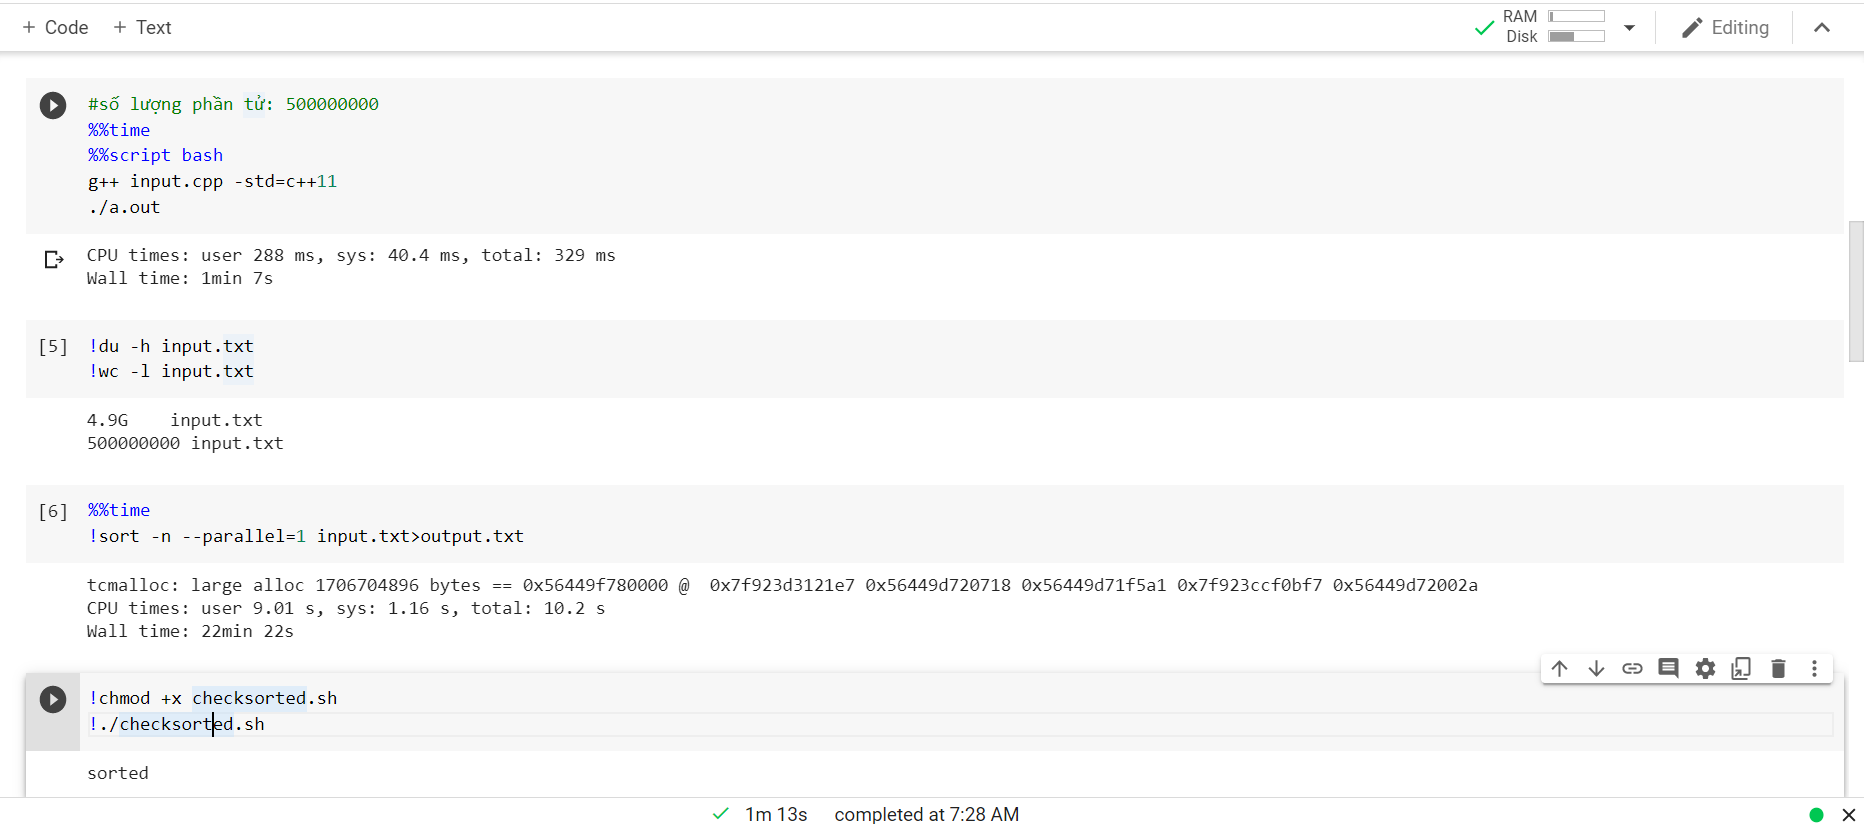 + Code + Text
RAM
Disk
Editing
#số lượng phần tử: 500000000
%%time
%%script bash
g++ input.cpp -std=c++11
./a.out
CPU times: user 288 ms, sys: 40.4 ms, total: 329 ms
Wall time: 1min 7s
[5] !du -h input.txt
!wc -l input.txt
4.9G input.txt
500000000 input.txt
[6] %%time
!sort -n --parallel=1 input.txt>output.txt
tcmalloc: large alloc 1706704896 bytes == 0x56449f780000 @ 0x7f923d3121e7 0x56449d720718 0x56449d71f5a1 0x7f923ccf0bf7 0x56449d72002a
CPU times: user 9.01 s, sys: 1.16 s, total: 10.2 s
Wall time: 22min 22s
!chmod +x checksorted.sh
!./checksorted.sh
sorted
1m 13s completed at 7:28 AM